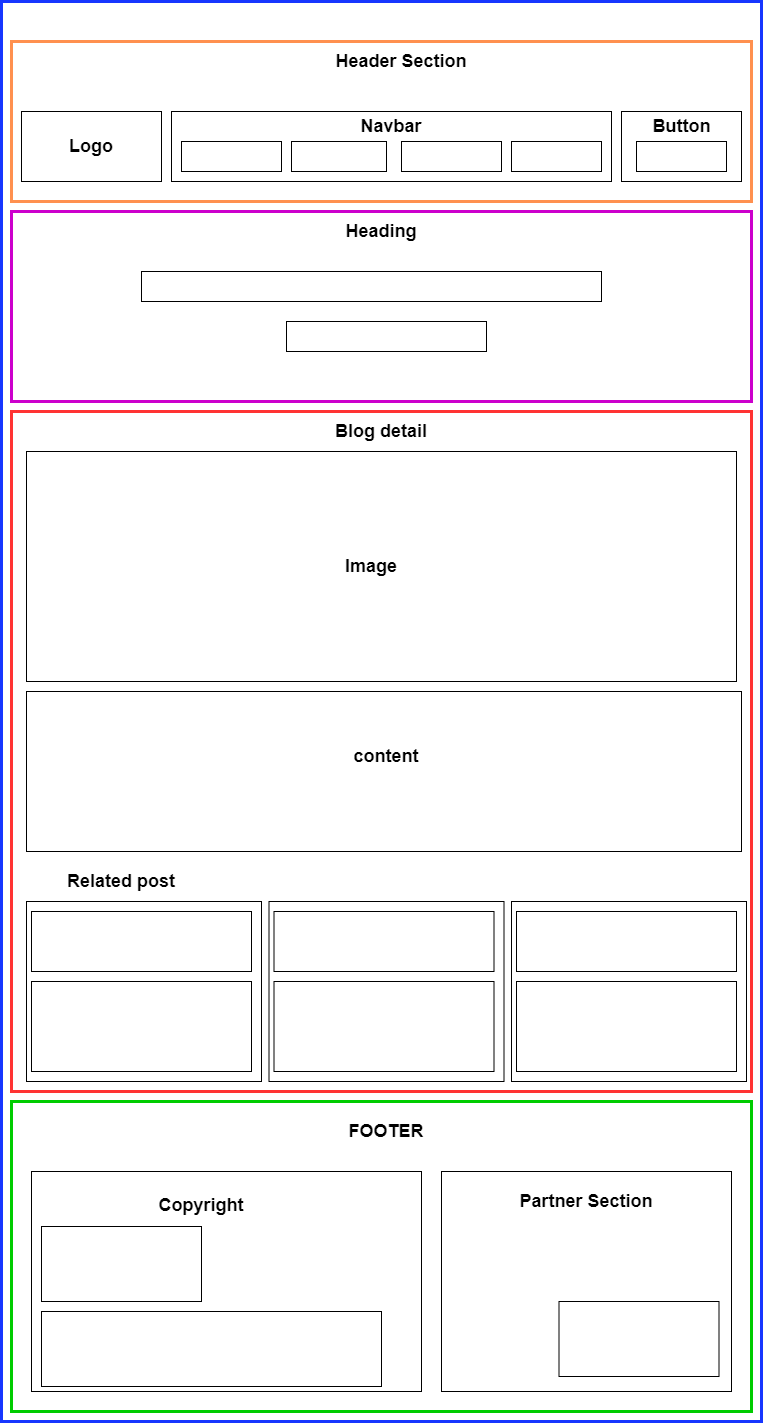 Header Section
Logo
Navbar
Button
Heading
Blog detail
Image
content
Related post
FOOTER
Copyright
Partner Section